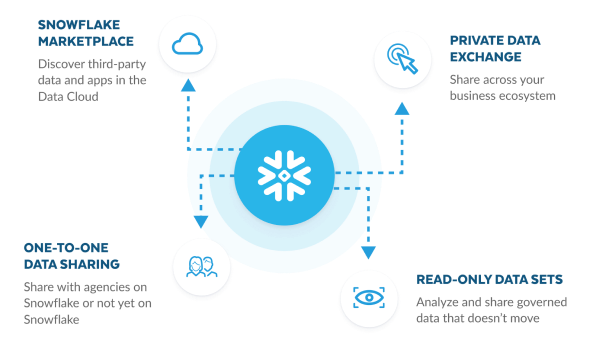 SNOWFLAKE
MARKETPLACE
Discover third-party
data and apps in the
Data Cloud
PRIVATE DATA
EXCHANGE
Share across your
business ecosystem
ONE-TO-ONE
DATA SHARING
Share with agencies on
Snowflake or not yet on
Snowflake
READ-ONLY DATA SETS
Analyze and share governed
data that doesn't move